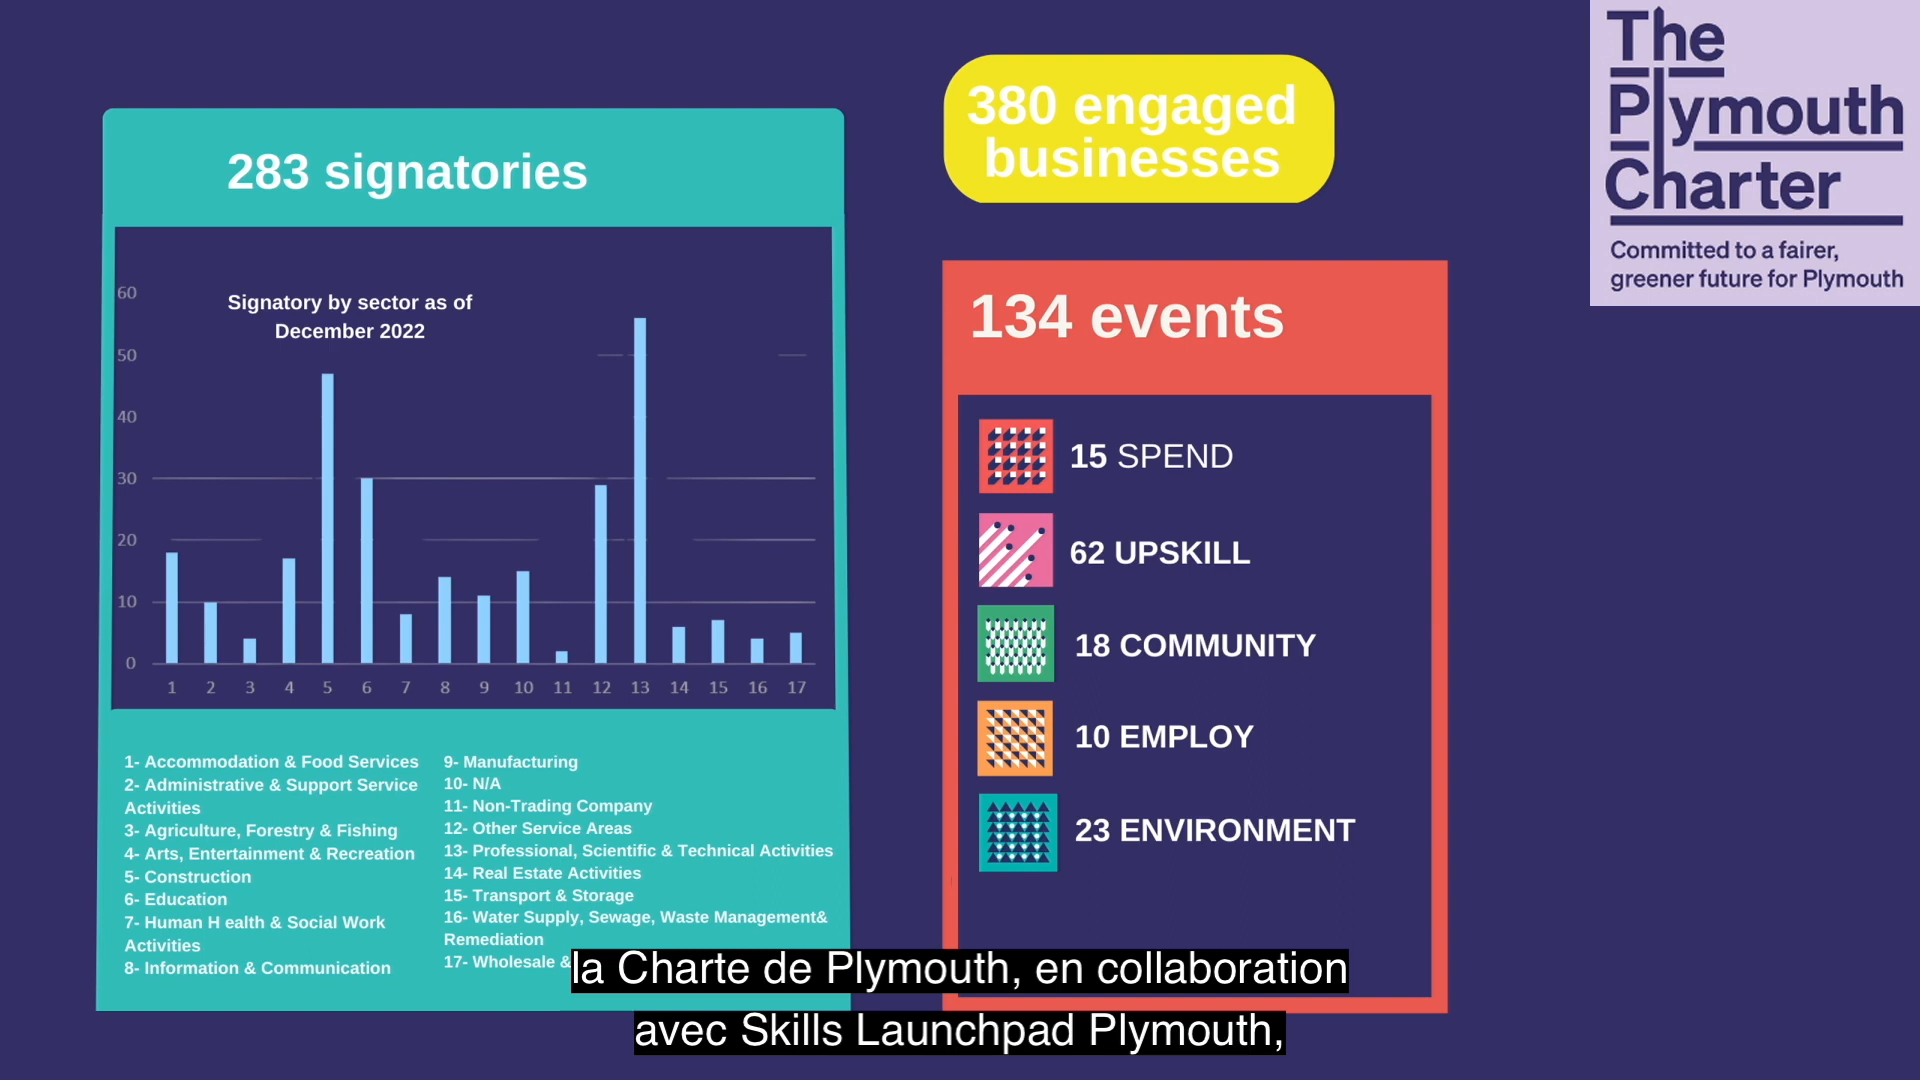 The
Plymouth
Charter
Committed to a fairer,
greener future for Plymouth
380 engaged
businesses
283 signatories
Signatory by sector as of
December 2022
60
50
40
30
20
10
0
1 2 3 4 5 6 7 8 9 10 11 12 13 14 15 16 17
1- Accommodation & Food Services
2- Administrative & Support Service
Activities
3- Agriculture, Forestry & Fishing
4- Arts, Entertainment & Recreation
5- Construction
6- Education
7- Human H ealth & Social Work
Activities
8- Information & Communication
9- Manufacturing
10- N/A
11- Non-Trading Company
12- Other Service Areas
13- Professional, Scientific & Technical Activities
14- Real Estate Activities
15- Transport & Storage
16- Water Supply, Sewage, Waste Management&
Remediation
17- Wholesale &
134 events
15 SPEND
62 UPSKILL
18 COMMUNITY
10 EMPLOY
23 ENVIRONMENT
la Charte de Plymouth, en collaboration
avec Skills Launchpad Plymouth,